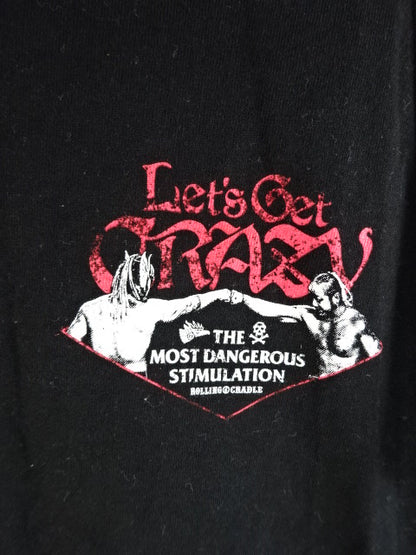 Let's Get
CRAZY
THE
MOST DANGEROUS
STIMULATION
ROLLING CRADLE